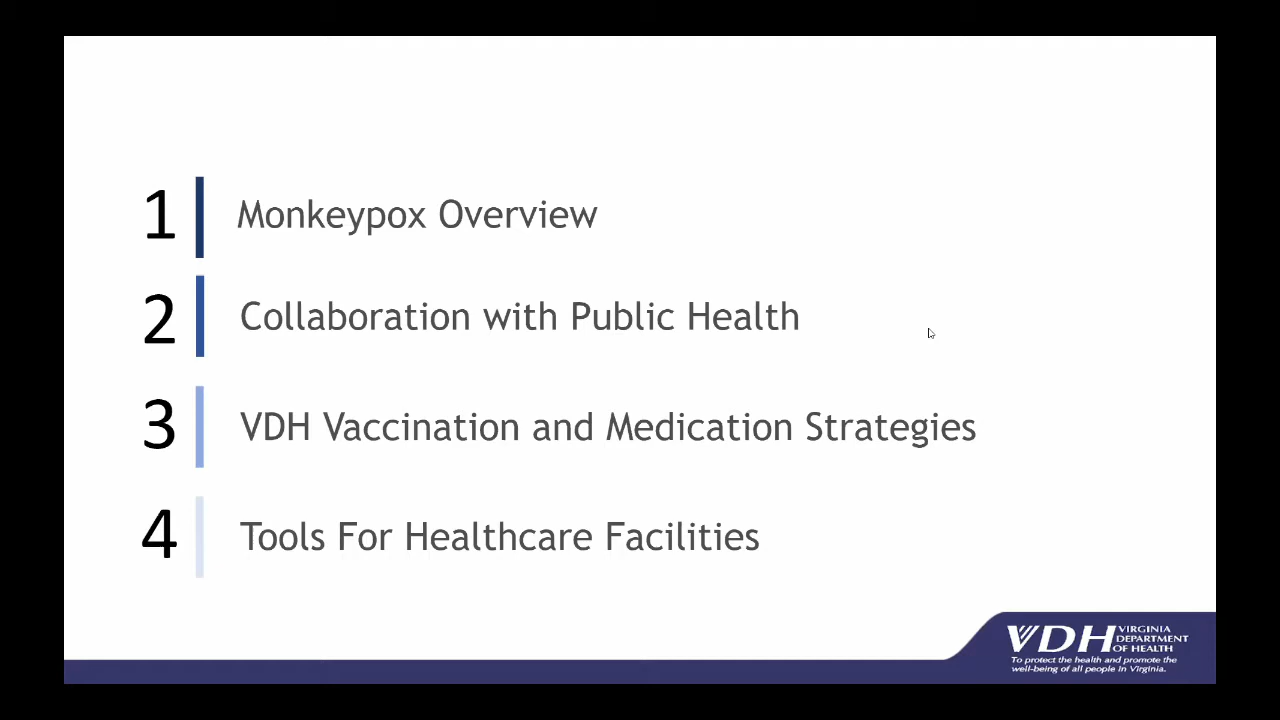 1 Monkeypox Overview
2 Collaboration with Public Health
3 VDH Vaccination and Medication Strategies
4 Tools For Healthcare Facilities
VDH VIRGINIA
DEPARTMENT
OF HEALTH
To protect the health and promote the
well-being of all people in Virginia.